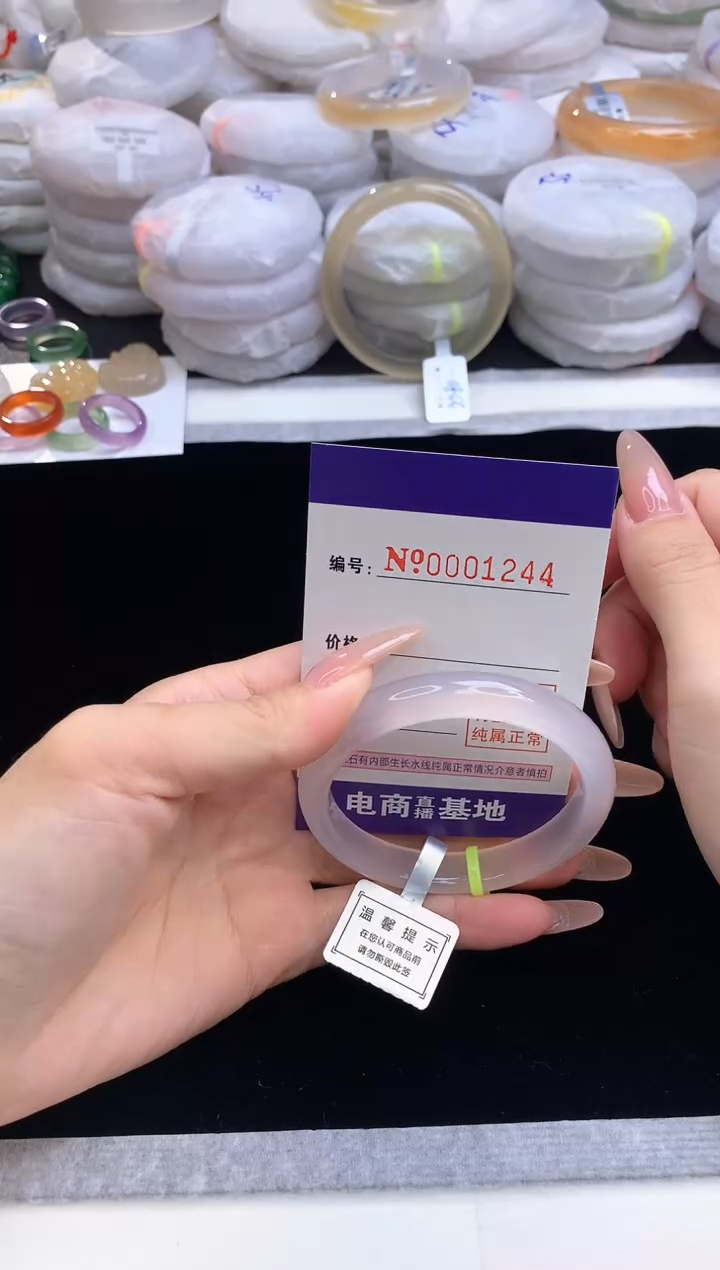 编号: Nº0001244
价格
纯属正常
石有内部生长水线纯属正常情况介意者慎拍
电商直播基地
温馨提示
在您认可商品前
请勿撕毁此签